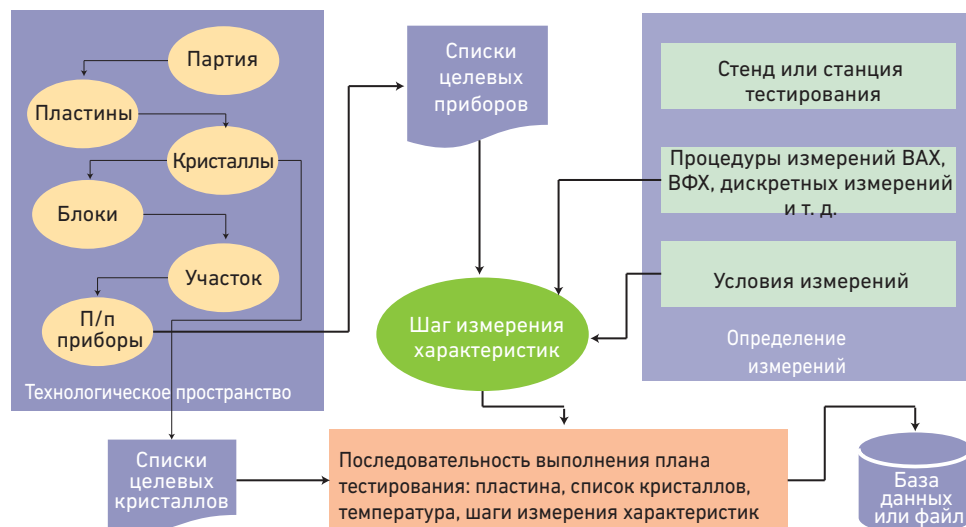 Партия
Пластины
Кристаллы
Блоки
Участок
П/п
приборы
Технологическое пространство
Списки
целевых
приборов
Стенд или станция
тестирования
Процедуры измерений ВАХ,
ВФХ, дискретных измерений
и т. д.
Условия измерений
Определение
измерений
Шаг измерения
характеристик
Списки
целевых
кристаллов
Последовательность выполнения плана
тестирования: пластина, список кристаллов,
температура, шаги измерения характеристик
База
данных
или файл